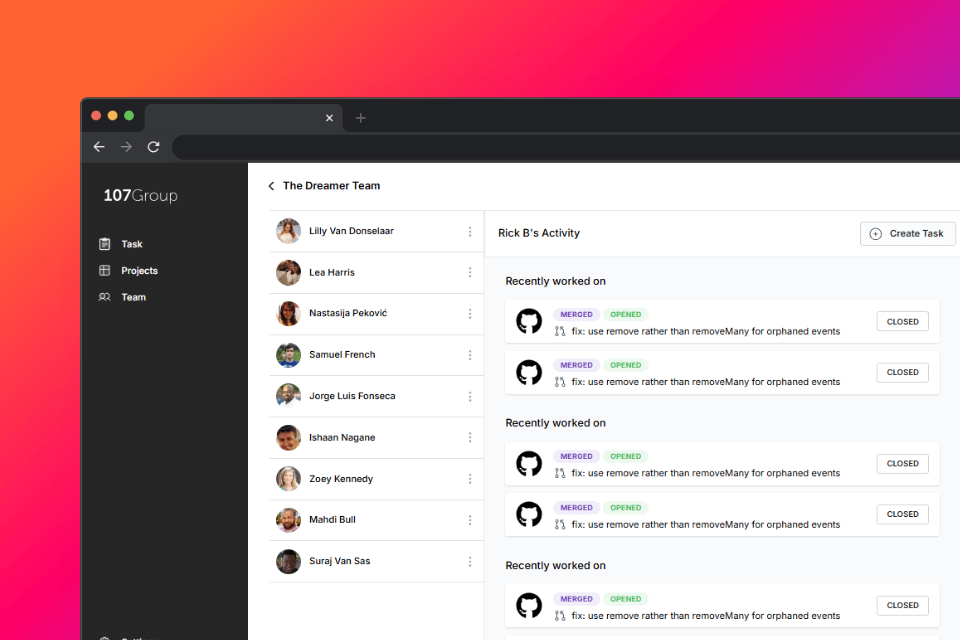 107Group
Task
Projects
Team
The Dreamer Team
Lilly Van Donselaar
Lea Harris
Nastasija Peković
Samuel French
Jorge Luis Fonseca
Ishaan Nagane
Zoey Kennedy
Mahdi Bull
Suraj Van Sas
Rick B's Activity
Create Task
Recently worked on
MERGED OPENED
fix: use remove rather than removeMany for orphaned events
CLOSED
MERGED OPENED
fix: use remove rather than removeMany for orphaned events
CLOSED
Recently worked on
MERGED OPENED
fix: use remove rather than removeMany for orphaned events
CLOSED
MERGED OPENED
fix: use remove rather than removeMany for orphaned events
CLOSED
Recently worked on
MERGED OPENED
fix: use remove rather than removeMany for orphaned events
CLOSED